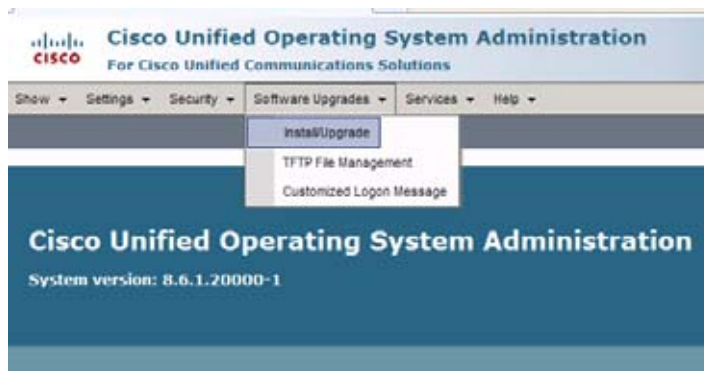 CISCO
Cisco Unified Operating System Administration
For Cisco Unified Communications Solutions
Show Settings Security Software Upgrades Services Help
Install/Upgrade
TFTP File Management
Customized Logon Message
Cisco Unified Operating System Administration
System version: 8.6.1.20000-1